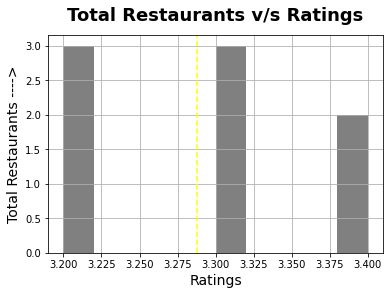 Total Restaurants v/s Ratings
Total Restaurants ---->
3.0
2.5
2.0
1.5
1.0
0.5
0.0
3.200 3.225 3.250 3.275 3.300 3.325 3.350 3.375 3.400
Ratings